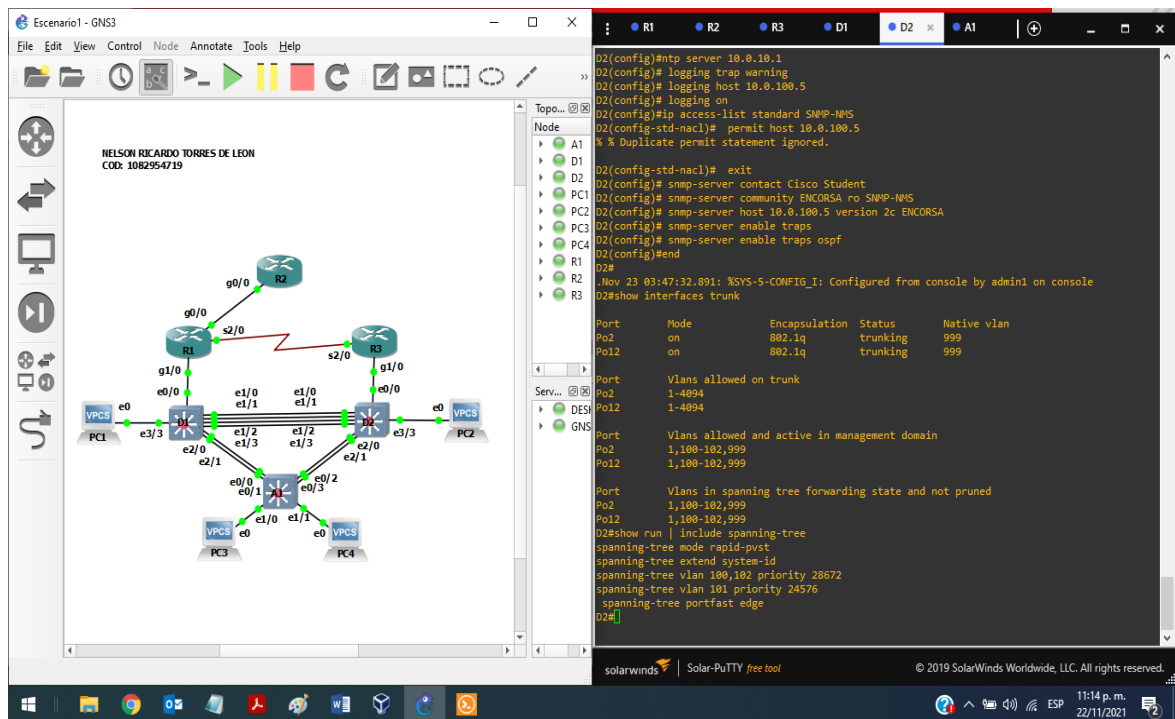 Escenario1 - GNS3
File Edit View Control Node Annotate Tools Help
NELSON RICARDO TORRES DE LEON
COD: 1082954719
R2
g0/0
g0/0
s2/0
R1
R3
s2/0
g1/0
g1/0
e0/0
e1/0
e1/0
e0/0
e1/1
e1/1
VPCS
e0
D1
D2
e0
VPCS
PC1
e3/3
e1/2
e1/2
e3/3
PC2
e1/3
e1/3
e2/0
e2/0
e2/1
e2/1
e0/0
e0/2
e0/1
A1
e0/3
e1/0
e1/1
VPCS
e0
e0
VPCS
PC3
PC4
Topo...
Node
A1
D1
D2
PC1
PC2
PC3
PC4
R1
R2
R3
Serv...
DESI
GNS
R1 R2 R3 D1 D2 A1
D2(config)#ntp server 10.0.10.1
D2(config)# logging trap warning
D2(config)# logging host 10.0.100.5
D2(config)# logging on
D2(config)#ip access-list standard SNMP-NMS
D2(config-std-nacl)# permit host 10.0.100.5
% % Duplicate permit statement ignored.
D2(config-std-nacl)# exit
D2(config)# snmp-server contact Cisco Student
D2(config)# snmp-server community ENCORSA ro SNMP-NMS
D2(config)# snmp-server host 10.0.100.5 version 2c ENCORSA
D2(config)# snmp-server enable traps
D2(config)# snmp-server enable traps ospf
D2(config)#end
D2#
.Nov 23 03:47:32.891: %SYS-5-CONFIG_I: Configured from console by admin1 on console
D2#show interfaces trunk
Port Mode Encapsulation Status Native vlan
Po2 on 802.1q trunking 999
Po12 on 802.1q trunking 999
Port Vlans allowed on trunk
Po2 1-4094
Po12 1-4094
Port Vlans allowed and active in management domain
Po2 1,100-102,999
Po12 1,100-102,999
Port Vlans in spanning tree forwarding state and not pruned
Po2 1,100-102,999
Po12 1,100-102,999
D2#show run | include spanning-tree
spanning-tree mode rapid-pvst
spanning-tree extend system-id
spanning-tree vlan 100,102 priority 28672
spanning-tree vlan 101 priority 24576
spanning-tree portfast edge
D2#
solarwinds | Solar-PuTTY free tool © 2019 SolarWinds Worldwide, LLC. All rights reserved.
ESP
11:14 p. m.
22/11/2021
2